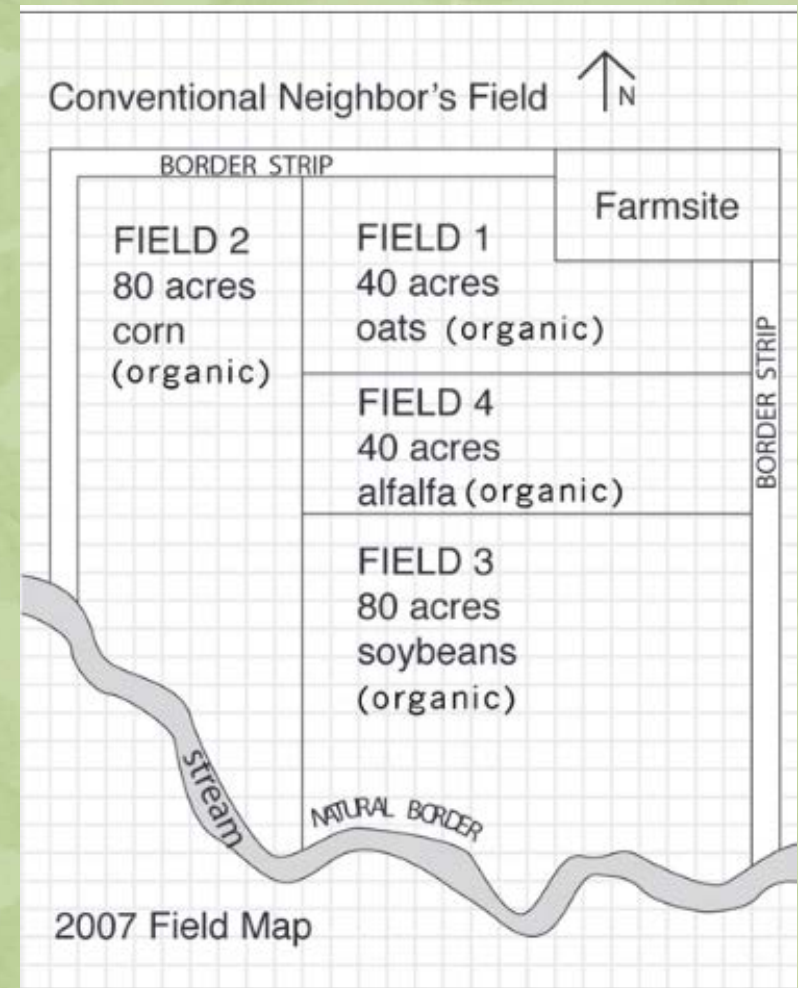 Conventional Neighbor's Field
N
BORDER STRIP
Farmsite
FIELD 2
80 acres
corn
(organic)
FIELD 1
40 acres
oats (organic)
BORDER STRIP
FIELD 4
40 acres
alfalfa (organic)
FIELD 3
80 acres
soybeans
(organic)
stream
NATURAL BORDER
2007 Field Map